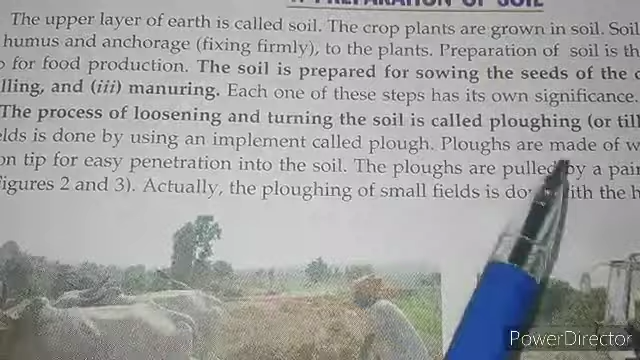 PREPARATION OF SOIL
The upper layer of earth is called soil. The crop plants are grown in soil. Soil
humus and anchorage (fixing firmly), to the plants. Preparation of soil is th
for food production. The soil is prepared for sowing the seeds of the c
lling, and (iii) manuring. Each one of these steps has its own significance.
The process of loosening and turning the soil is called ploughing (or till
elds is done by using an implement called plough. Ploughs are made of w
on tip for easy penetration into the soil. The ploughs are pulled by a pair
igures 2 and 3). Actually, the ploughing of small fields is do with the h
PowerDirector